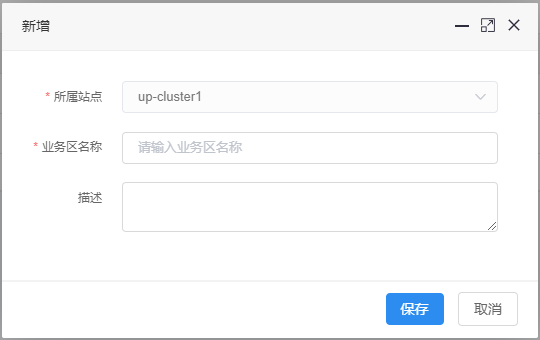 新增
* 所属站点
up-cluster1
* 业务区名称
请输入业务区名称
描述
保存
取消